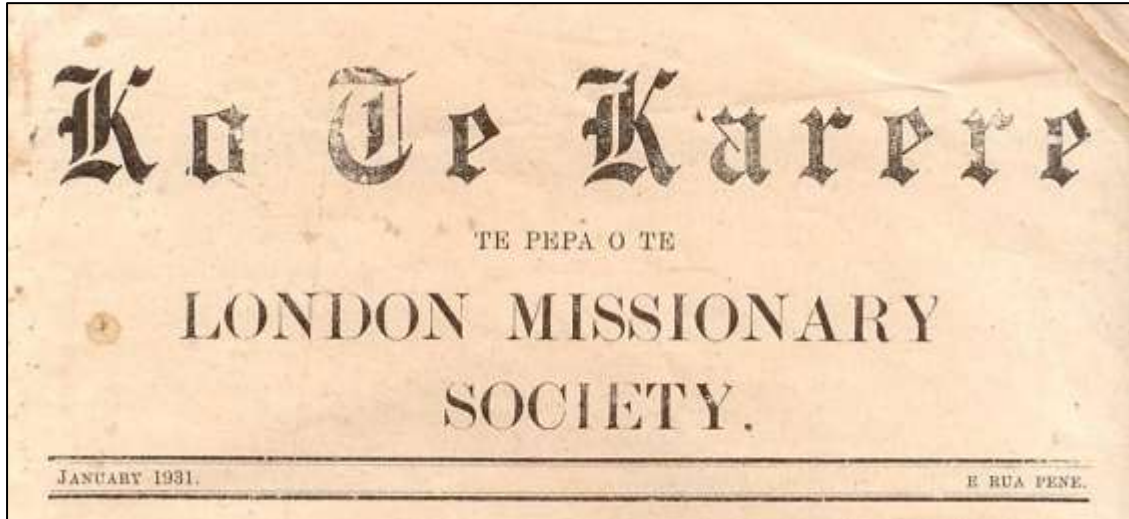 Ko Te Karere
TE PEPA O TE
LONDON MISSIONARY
SOCIETY.
JANUARY 1931. E RUA PENE.